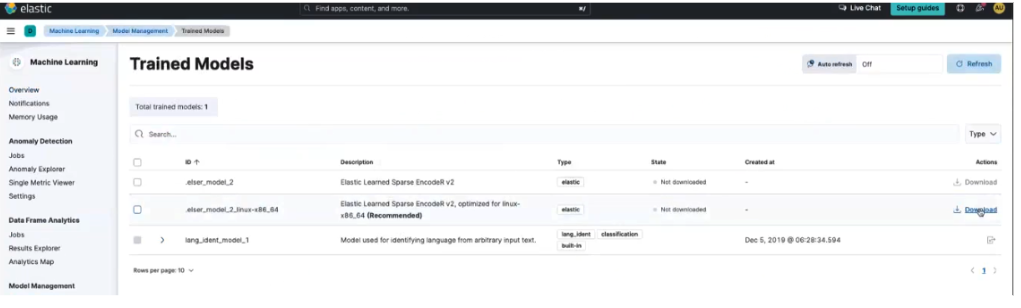 elastic
Find apps, content, and more.
Live Chat
Setup guides
AU
D
Machine Learning
Model Management
Trained Models
Machine Learning
Trained Models
Auto refresh
Off
Refresh
Overview
Notifications
Memory Usage
Total trained models: 1
Search...
Type
Anomaly Detection
Jobs
Anomaly Explorer
Single Metric Viewer
Settings
ID ↑ Description Type State Created at Actions
.elser_model_2 Elastic Learned Sparse EncodeR v2 elastic Not downloaded - Download
.elser_model_2_linux-x86_64 Elastic Learned Sparse EncodeR v2, optimized for linux-
x86_64 (Recommended) elastic Not downloaded - Download
lang_ident_model_1 Model used for identifying language from arbitrary input text. lang_ident classification
built-in Dec 5, 2019 @ 06:28:34.594
Data Frame Analytics
Jobs
Results Explorer
Analytics Map
Rows per page: 10
< 1 >
Model Management